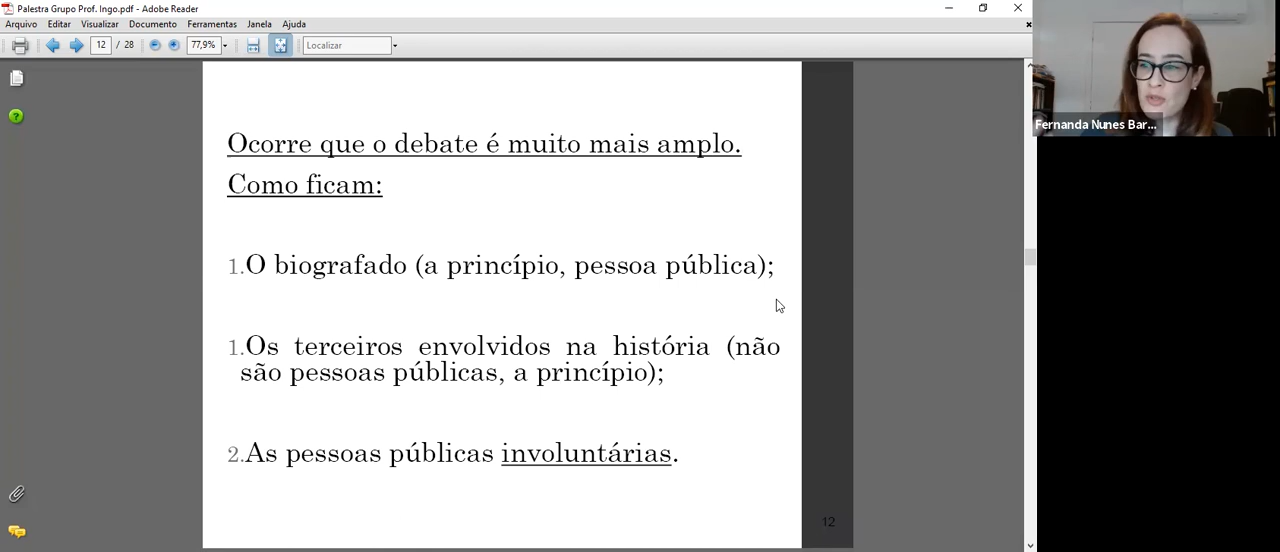 Palestra Grupo Prof. Ingo.pdf - Adobe Reader
Arquivo Editar Visualizar Documento Ferramentas Janela Ajuda
12 / 28 77,9% Localizar
Ocorre que o debate é muito mais amplo.
Como ficam:
1.O biografado (a princípio, pessoa pública);
1.Os terceiros envolvidos na história (não
são pessoas públicas, a princípio);
2.As pessoas públicas involuntárias.
12
Fernanda Nunes Bar...